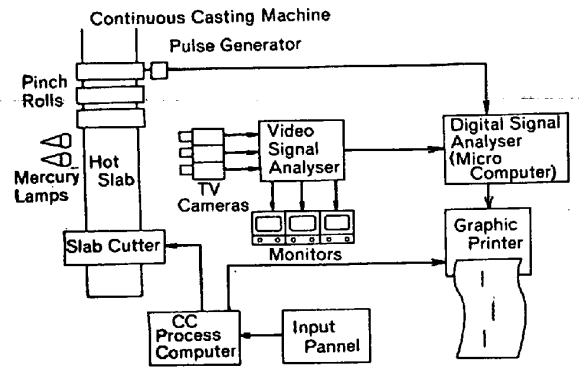 Continuous Casting Machine
Pulse Generator
Pinch
Rolls
Mercury
Lamps
Hot
Slab
TV
Cameras
Video
Signal
Analyser
Digital Signal
Analyser
(Micro
Computer)
Monitors
Slab Cutter
Graphic
Printer
CC
Process
Computer
Input
Pannel